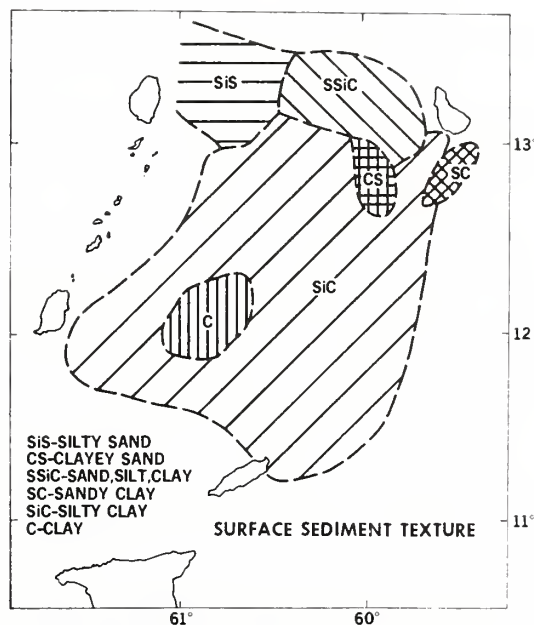 SiS
SSiC
13°
CS
SC
SiC
C
12°
SiS-SILTY SAND
CS-CLAYEY SAND
SSiC-SAND,SILT,CLAY
SC-SANDY CLAY
SiC-SILTY CLAY
C-CLAY
SURFACE SEDIMENT TEXTURE
11°
61°
60°